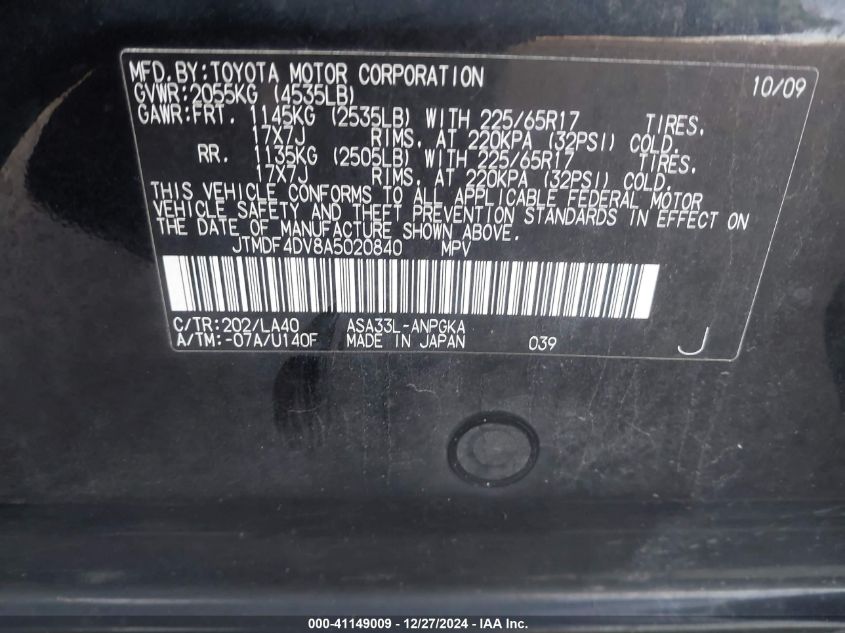 MFD.BY:TOYOTA MOTOR CORPORATION 10/09
GVWR:2055KG (4535LB)
GAWR:FRT. 1145KG (2535LB) WITH 225/65R17 TIRES.
17X7J RIMS. AT 220KPA (32PSI) COLD.
RR. 1135KG (2505LB) WITH 225/65R17 TIRES.
17X7J RIMS. AT 220KPA (32PSI) COLD.
THIS VEHICLE CONFORMS TO ALL APPLICABLE FEDERAL MOTOR
VEHICLE SAFETY AND THEFT PREVENTION STANDARDS IN EFFECT ON
THE DATE OF MANUFACTURE SHOWN ABOVE.
JTMDF4DV8A5020840 MPV
C/TR:202/LA40 ASA33L-ANPGKA
A/TM:-07A/U140F MADE IN JAPAN 039 J
000-41149009 - 12/27/2024 - IAA Inc.